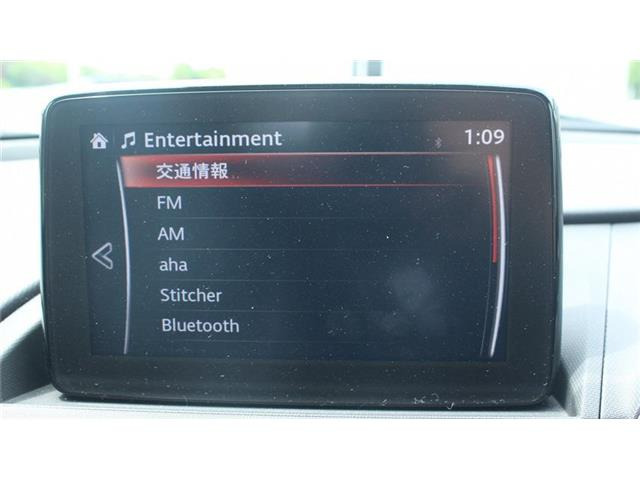 Entertainment 1:09
交通情報
FM
AM
aha
Stitcher
Bluetooth